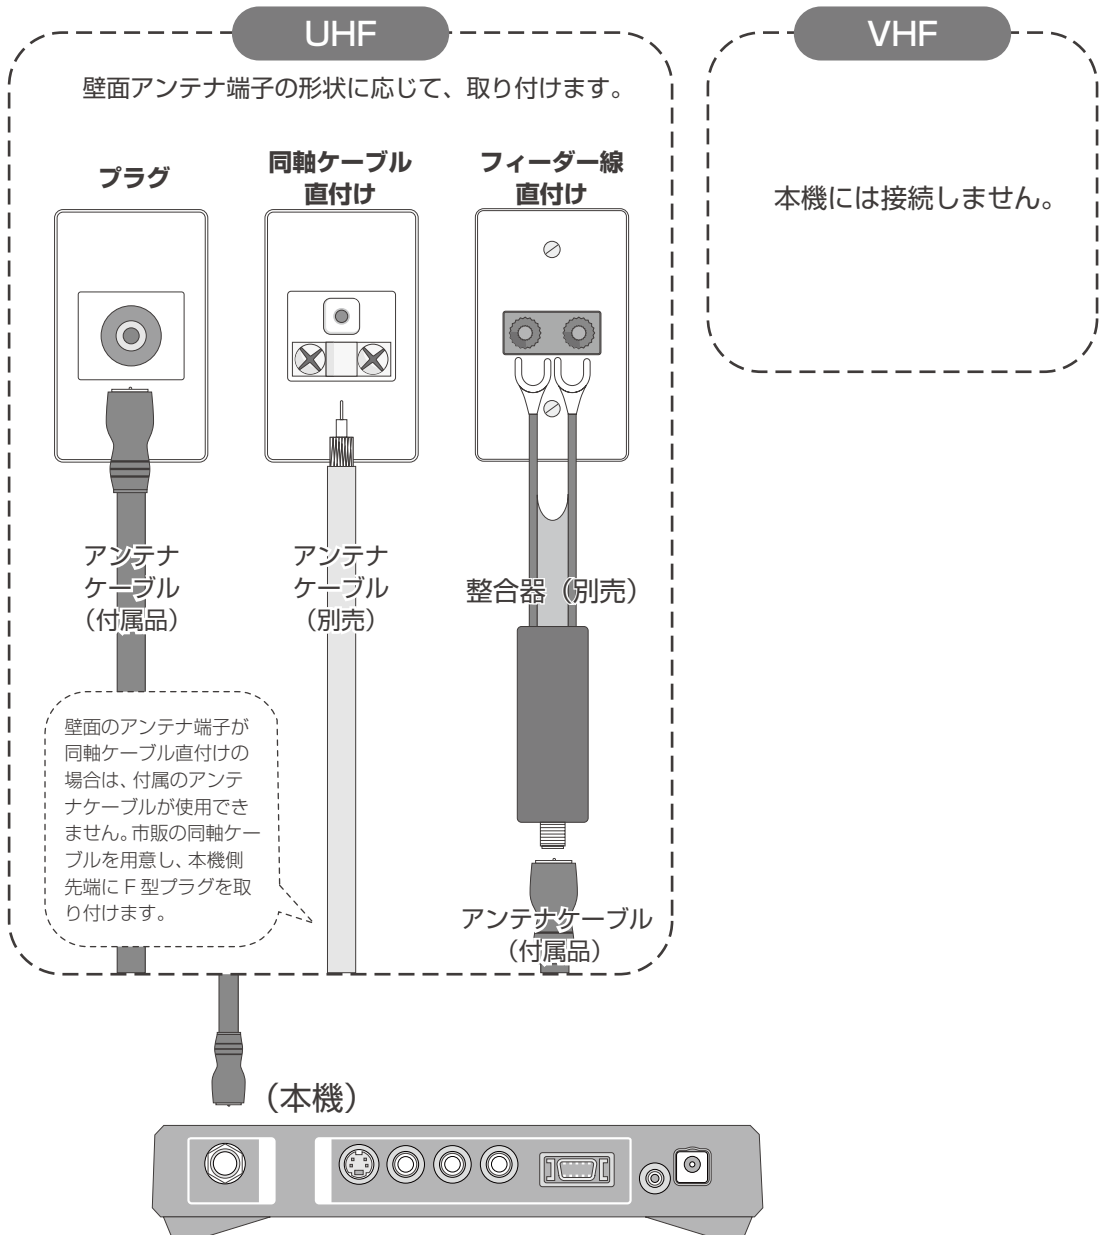 UHF
壁面アンテナ端子の形状に応じて、取り付けます。
プラグ
同軸ケーブル
直付け
フィーダー線
直付け
アンテナ
ケーブル
（付属品）
アンテナ
ケーブル
（別売）
整合器（別売）
壁面のアンテナ端子が
同軸ケーブル直付けの
場合は、付属のアンテ
ナケーブルが使用でき
ません。市販の同軸ケー
ブルを用意し、本機側
先端にF型プラグを取
り付けます。
アンテナケーブル
（付属品）
（本機）
VHF
本機には接続しません。